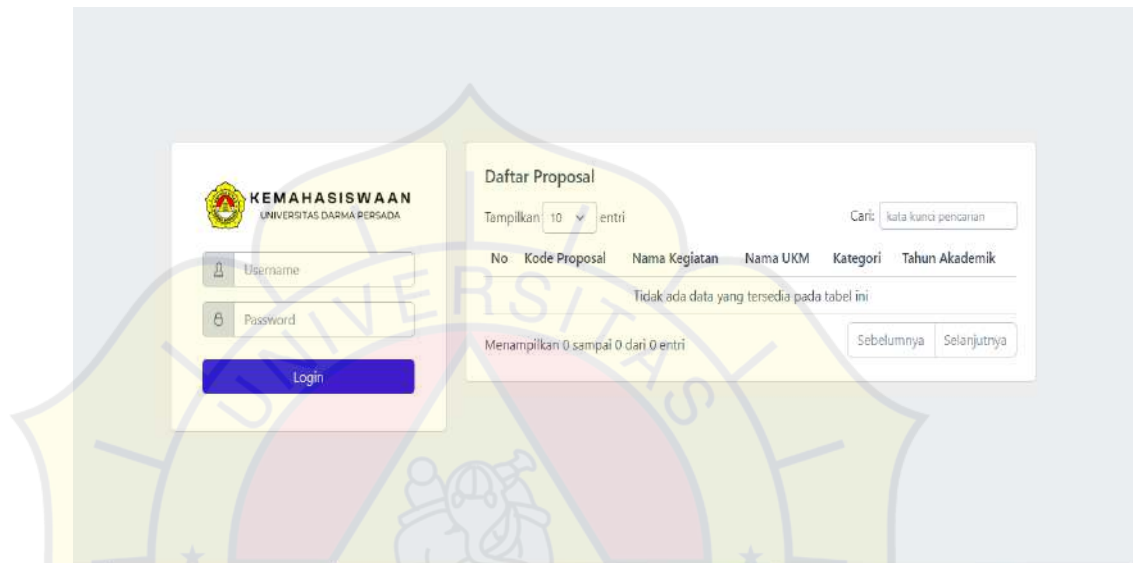 KEMAHASISWAAN
UNIVERSITAS DARMA PERSADA
Username
Password
Login
Daftar Proposal
Tampilkan 10 entri
Cari: kata kunci pencarian
No Kode Proposal Nama Kegiatan Nama UKM Kategori Tahun Akademik
Tidak ada data yang tersedia pada tabel ini
Menampilkan 0 sampai 0 dari 0 entri
Sebelumnya Selanjutnya
UNIVERSITAS